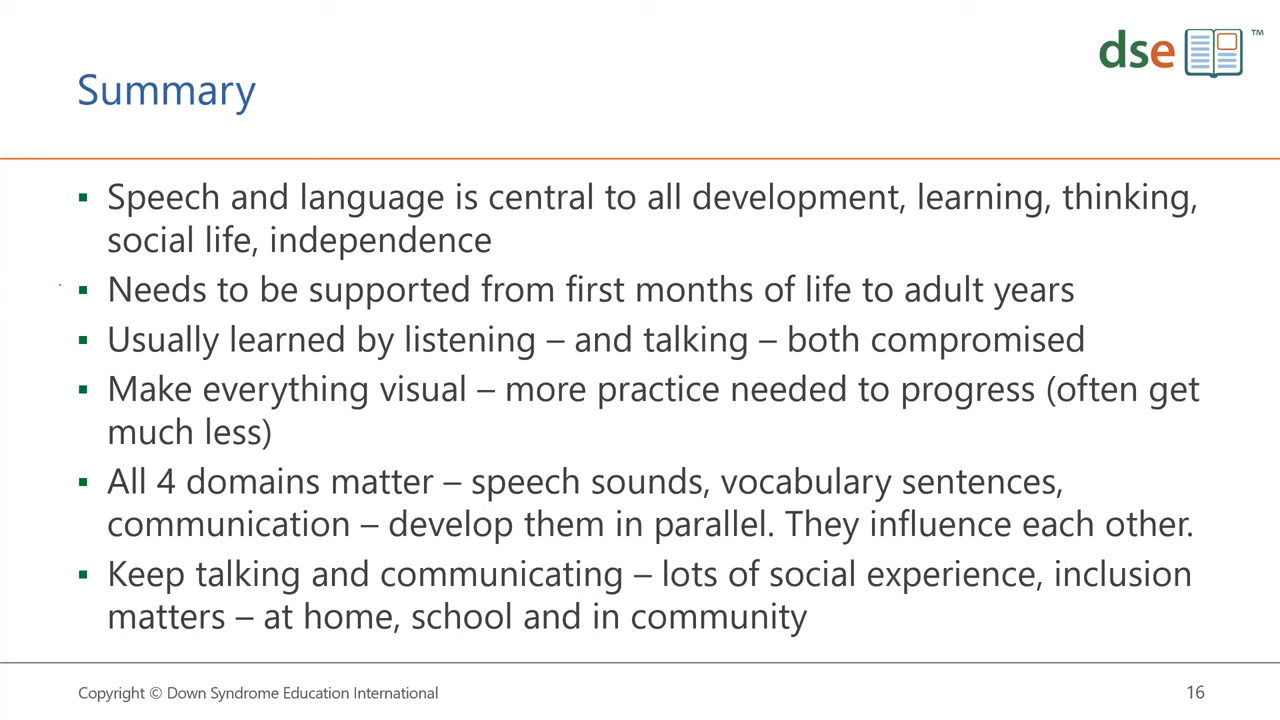 dse TM
Summary
▪ Speech and language is central to all development, learning, thinking,
social life, independence
▪ Needs to be supported from first months of life to adult years
▪ Usually learned by listening – and talking – both compromised
▪ Make everything visual – more practice needed to progress (often get
much less)
▪ All 4 domains matter – speech sounds, vocabulary sentences,
communication – develop them in parallel. They influence each other.
▪ Keep talking and communicating – lots of social experience, inclusion
matters – at home, school and in community
Copyright © Down Syndrome Education International
16